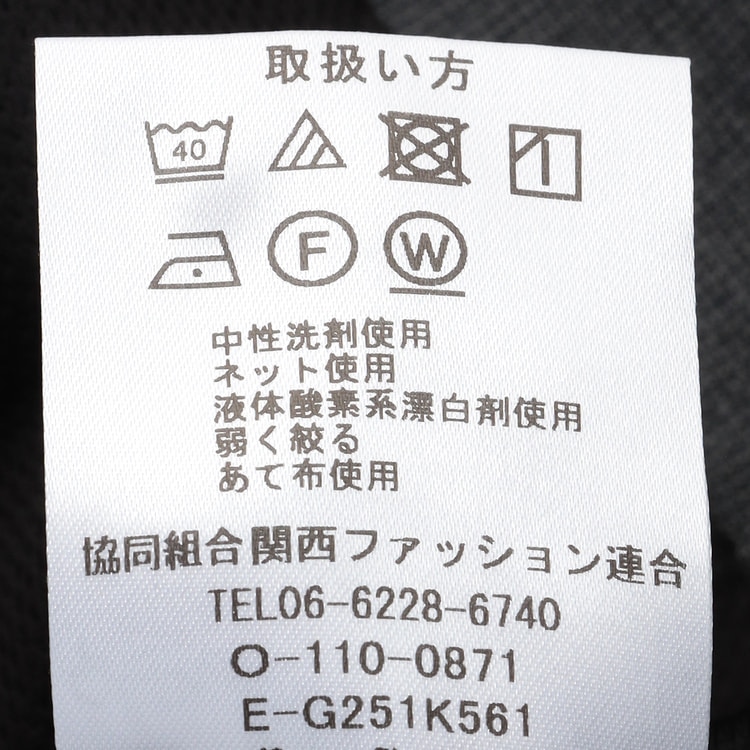 取扱い方
40
F W
中性洗剤使用
ネット使用
液体酸素系漂白剤使用
弱く絞る
あて布使用
協同組合関西ファッション連合
TEL06-6228-6740
O-110-0871
E-G251K561